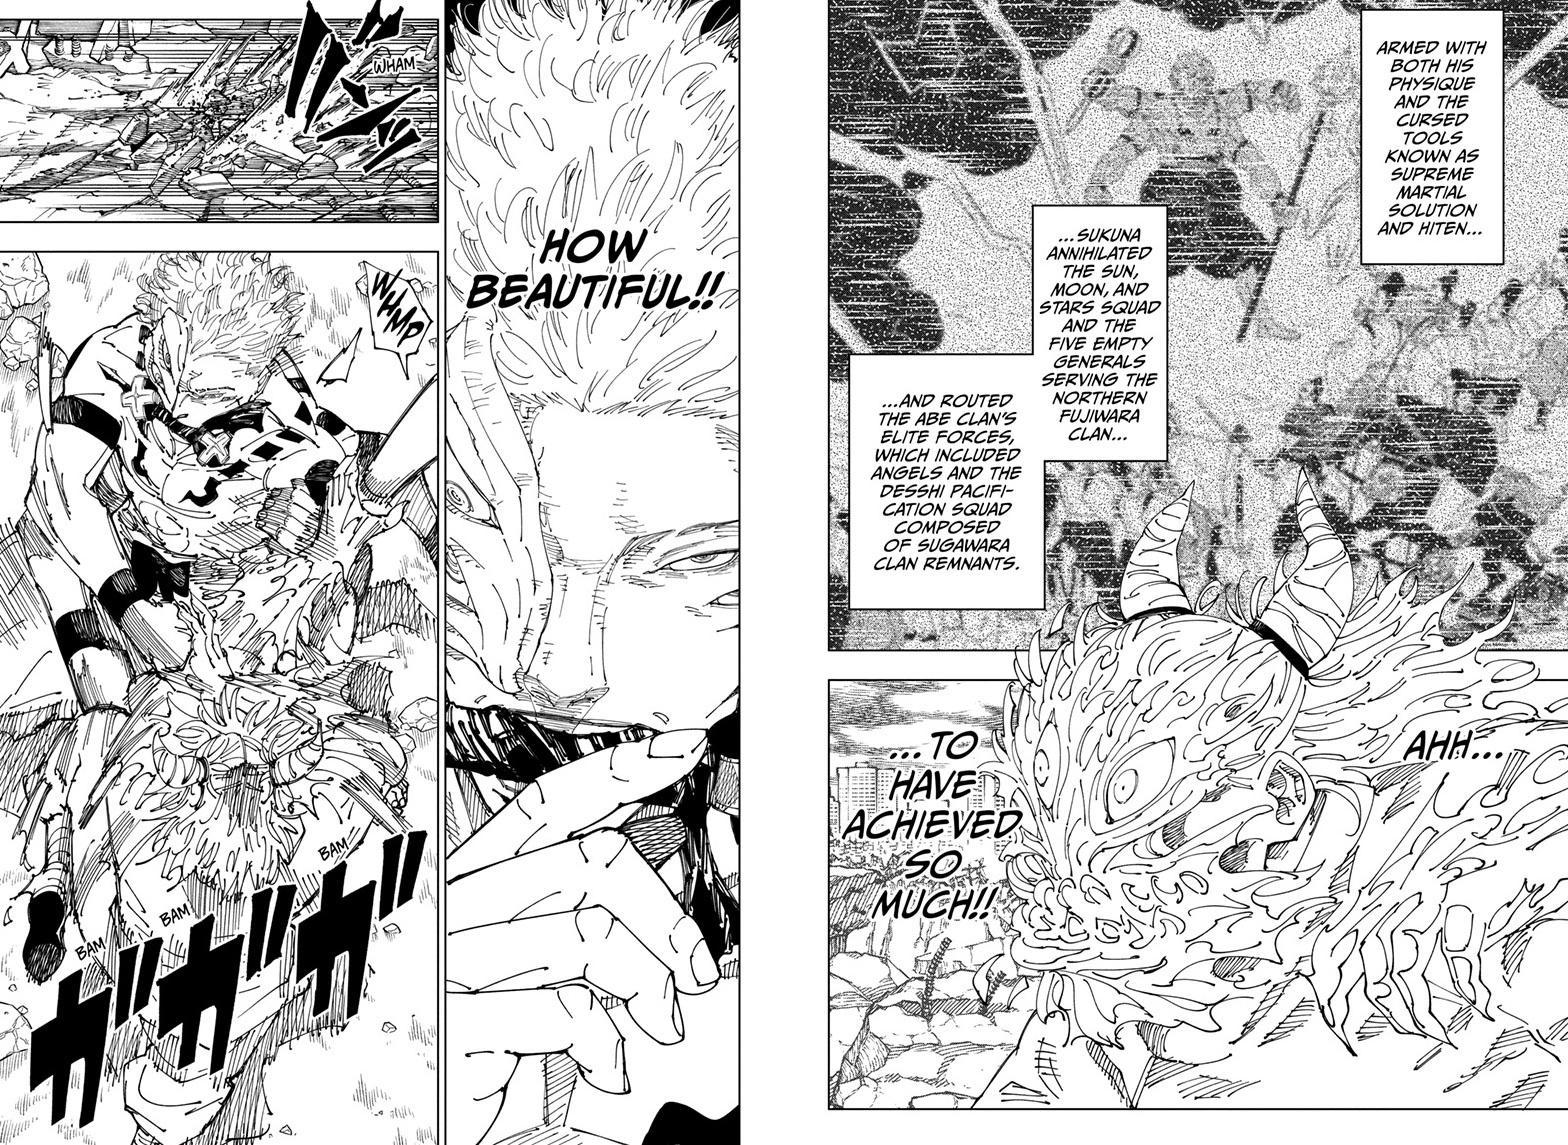 ARMED WITH
BOTH HIS
PHYSIQUE
AND THE
CURSED
TOOLS
KNOWN AS
SUPREME
MARTIAL
SOLUTION
AND HITEN...
...SUKUNA
ANNIHILATED
THE SUN,
MOON, AND
STARS SQUAD
AND THE
FIVE EMPTY
GENERALS
SERVING THE
NORTHERN
FUJIWARA
CLAN...
...AND ROUTED
THE ABE CLAN'S
ELITE FORCES,
WHICH INCLUDED
ANGELS AND THE
DESSHI PACIFI-
CATION SQUAD
COMPOSED
OF SUGAWARA
CLAN REMNANTS.
AHH...
...TO
HAVE
ACHIEVED
SO
MUCH!!
HOW
BEAUTIFUL!!
WHAM
WHMP
BAM
BAM
BAM
ガガガ